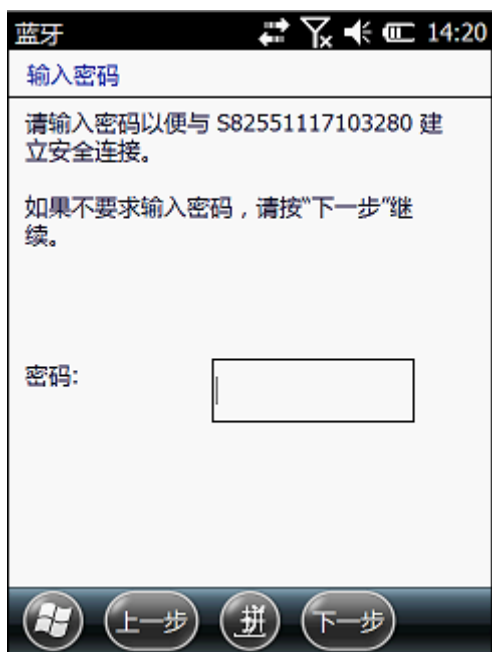 蓝牙 14:20
输入密码
请输入密码以便与 S82551117103280 建
立安全连接。
如果不要求输入密码，请按"下一步"继
续。
密码:
上一步 拼 下一步